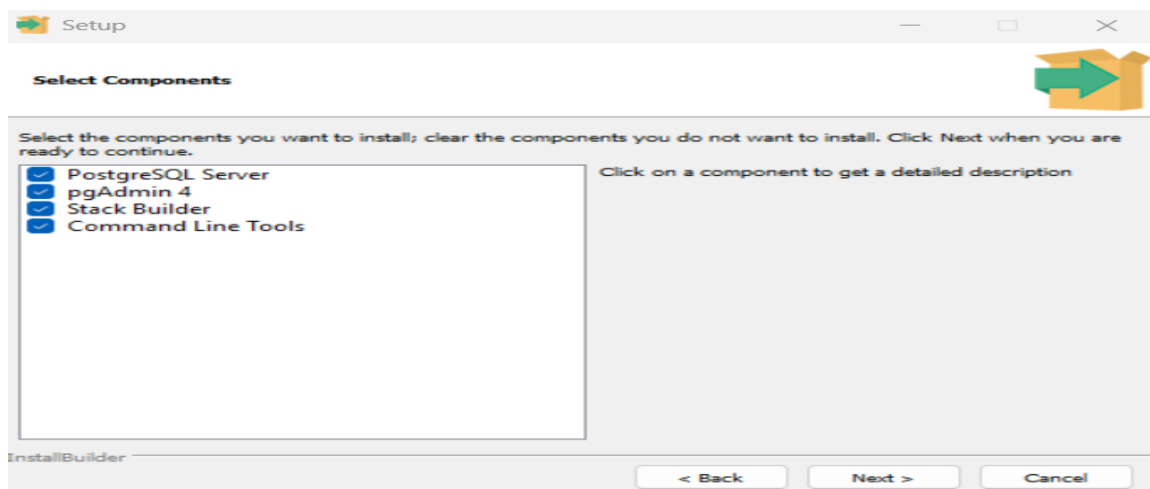 Setup
Select Components
Select the components you want to install; clear the components you do not want to install. Click Next when you are
ready to continue.
PostgreSQL Server
pgAdmin 4
Stack Builder
Command Line Tools
Click on a component to get a detailed description
InstallBuilder
< Back
Next >
Cancel